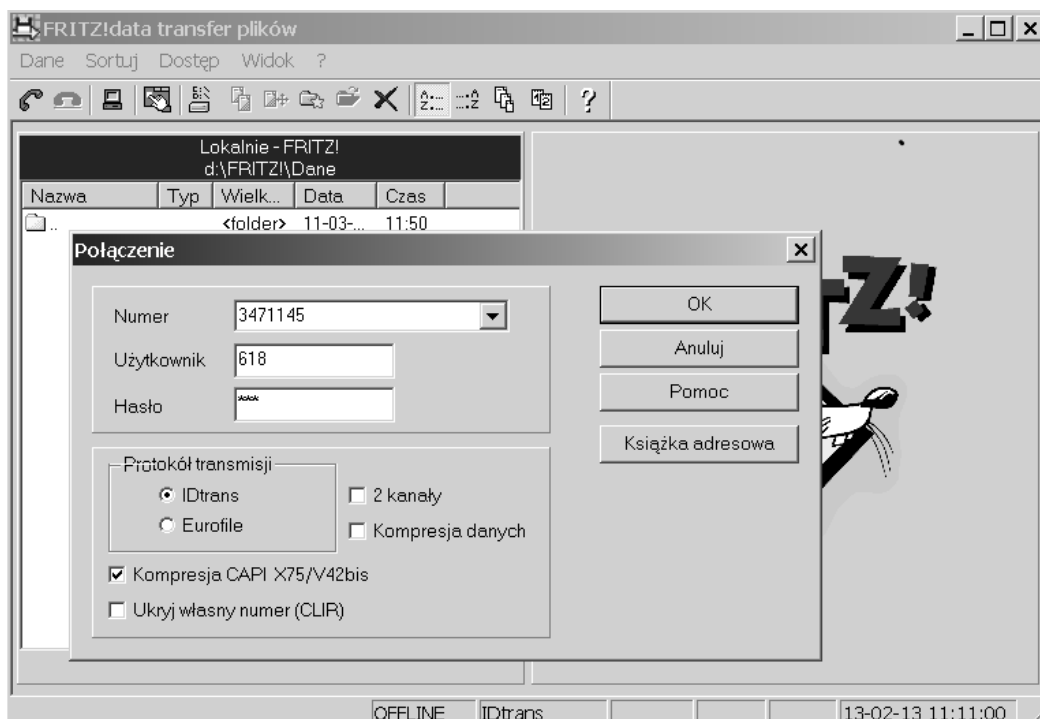 FRITZ!data transfer plików
Dane Sortuj Dostęp Widok ?
Lokalnie - FRITZ!
d:\FRITZ!\Dane
Nazwa Typ Wielk... Data Czas
.. <folder> 11-03-... 11:50
Połączenie
Numer 3471145
Użytkownik 618
Hasło ***
OK
Anuluj
Pomoc
Książka adresowa
Protokół transmisji
IDtrans
Eurofile
2 kanały
Kompresja danych
Kompresja CAPI X75/V42bis
Ukryj własny numer (CLIR)
Z!
OFFLINE IDtrans 13-02-13 11:11:00